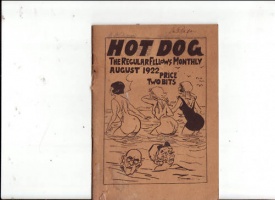 HOT DOG
THE REGULAR FELLOWS MONTHLY
AUGUST 1922
PRICE
TWO BITS